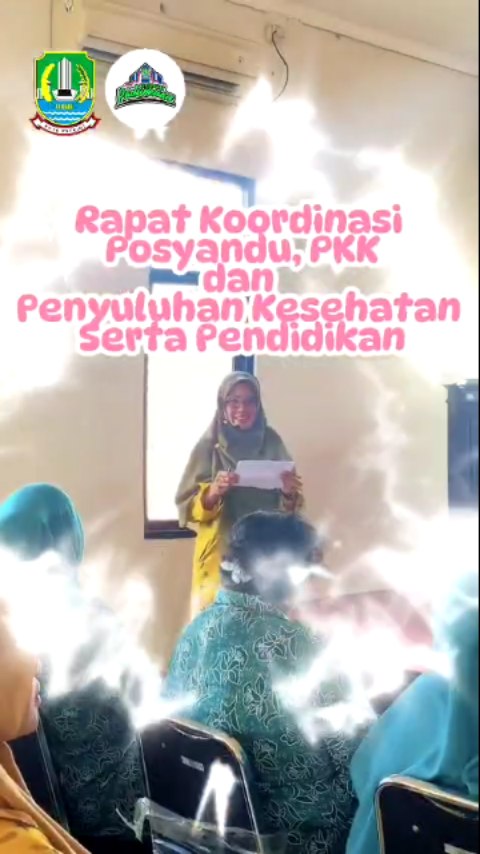 Rapat Koordinasi
Posyandu, PKK
dan
Penyuluhan Kesehatan
Serta Pendidikan